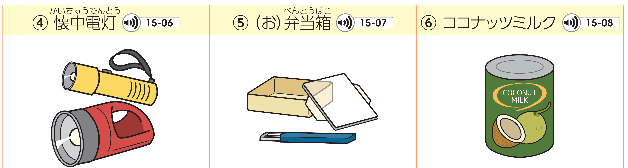 かいちゅうでんとう
④ 懐中電灯 15-06
べんとうばこ
⑤ （お）弁当箱 15-07
⑥ ココナッツミルク 15-08
COCONUT
MILK